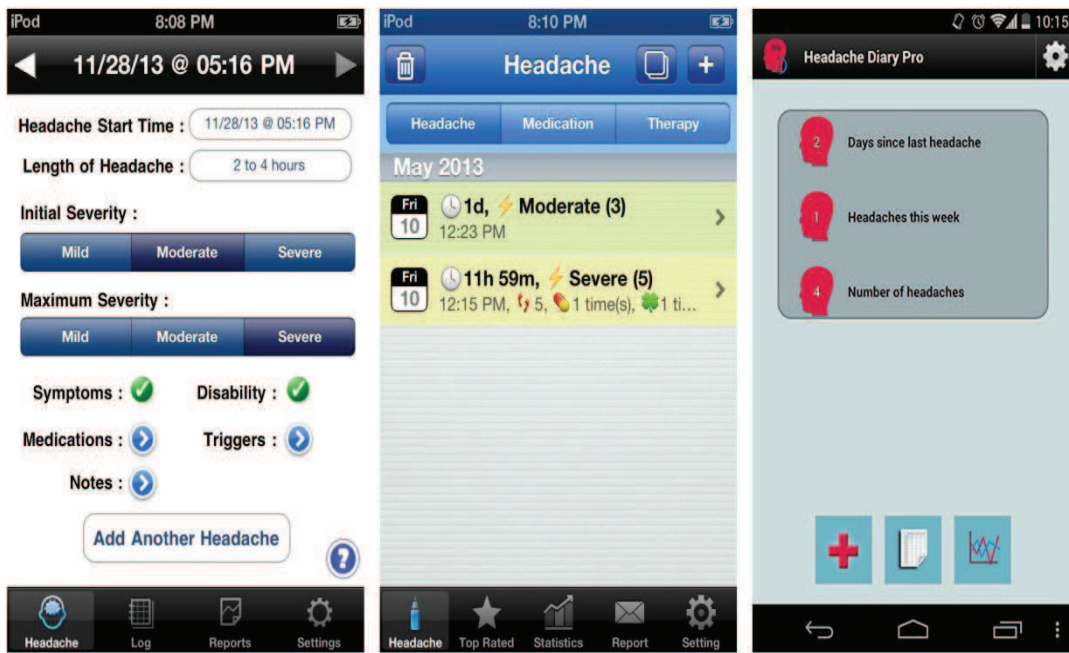 iPod 8:08 PM
11/28/13 @ 05:16 PM
Headache Start Time : 11/28/13 @ 05:16 PM
Length of Headache : 2 to 4 hours
Initial Severity :
Mild Moderate Severe
Maximum Severity :
Mild Moderate Severe
Symptoms : Disability :
Medications : Triggers :
Notes :
Add Another Headache
?
Headache Log Reports Settings
iPod 8:10 PM
Headache +
Headache Medication Therapy
May 2013
Fri 1d, Moderate (3)
10 12:23 PM
Fri 11h 59m, Severe (5)
10 12:15 PM, 5, 1 time(s), 1 ti...
Headache Top Rated Statistics Report Setting
10:15
Headache Diary Pro
2 Days since last headache
1 Headaches this week
4 Number of headaches